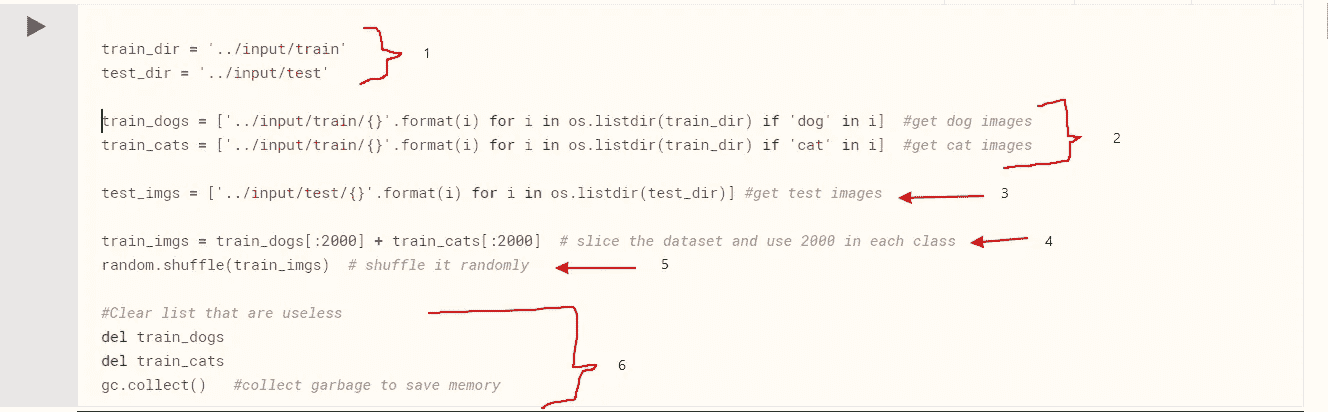 train_dir = '../input/train'
1
test_dir = '../input/test'
train_dogs = ['../input/train/{}'.format(i) for i in os.listdir(train_dir) if 'dog' in i]  #get dog images
2
train_cats = ['../input/train/{}'.format(i) for i in os.listdir(train_dir) if 'cat' in i]  #get cat images
test_imgs = ['../input/test/{}'.format(i) for i in os.listdir(test_dir)] #get test images
3
train_imgs = train_dogs[:2000] + train_cats[:2000]  # slice the dataset and use 2000 in each class
4
random.shuffle(train_imgs)  # shuffle it randomly
5
#Clear list that are useless
del train_dogs
del train_cats
6
gc.collect()   #collect garbage to save memory